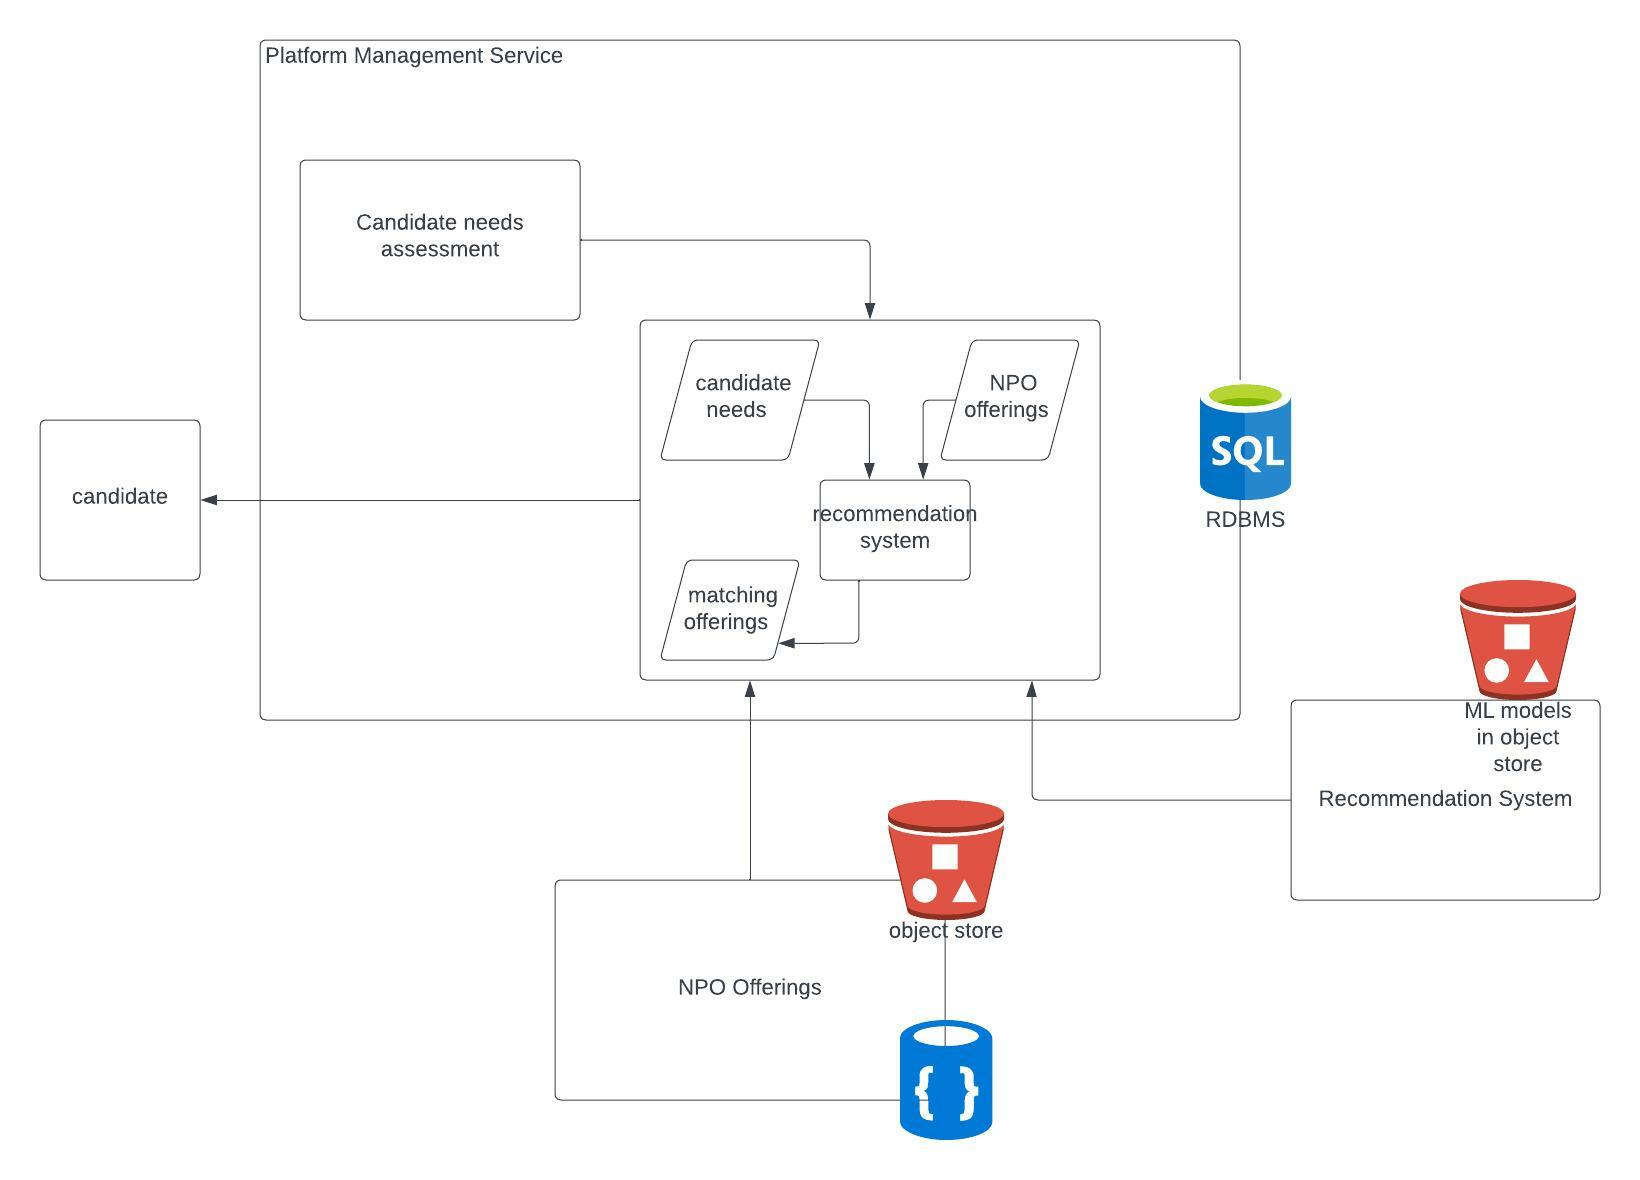 Platform Management Service
Candidate needs
assessment
candidate
needs
NPO
offerings
SQL
RDBMS
candidate
recommendation
system
matching
offerings
ML models
in object
store
Recommendation System
object store
NPO Offerings
{ }